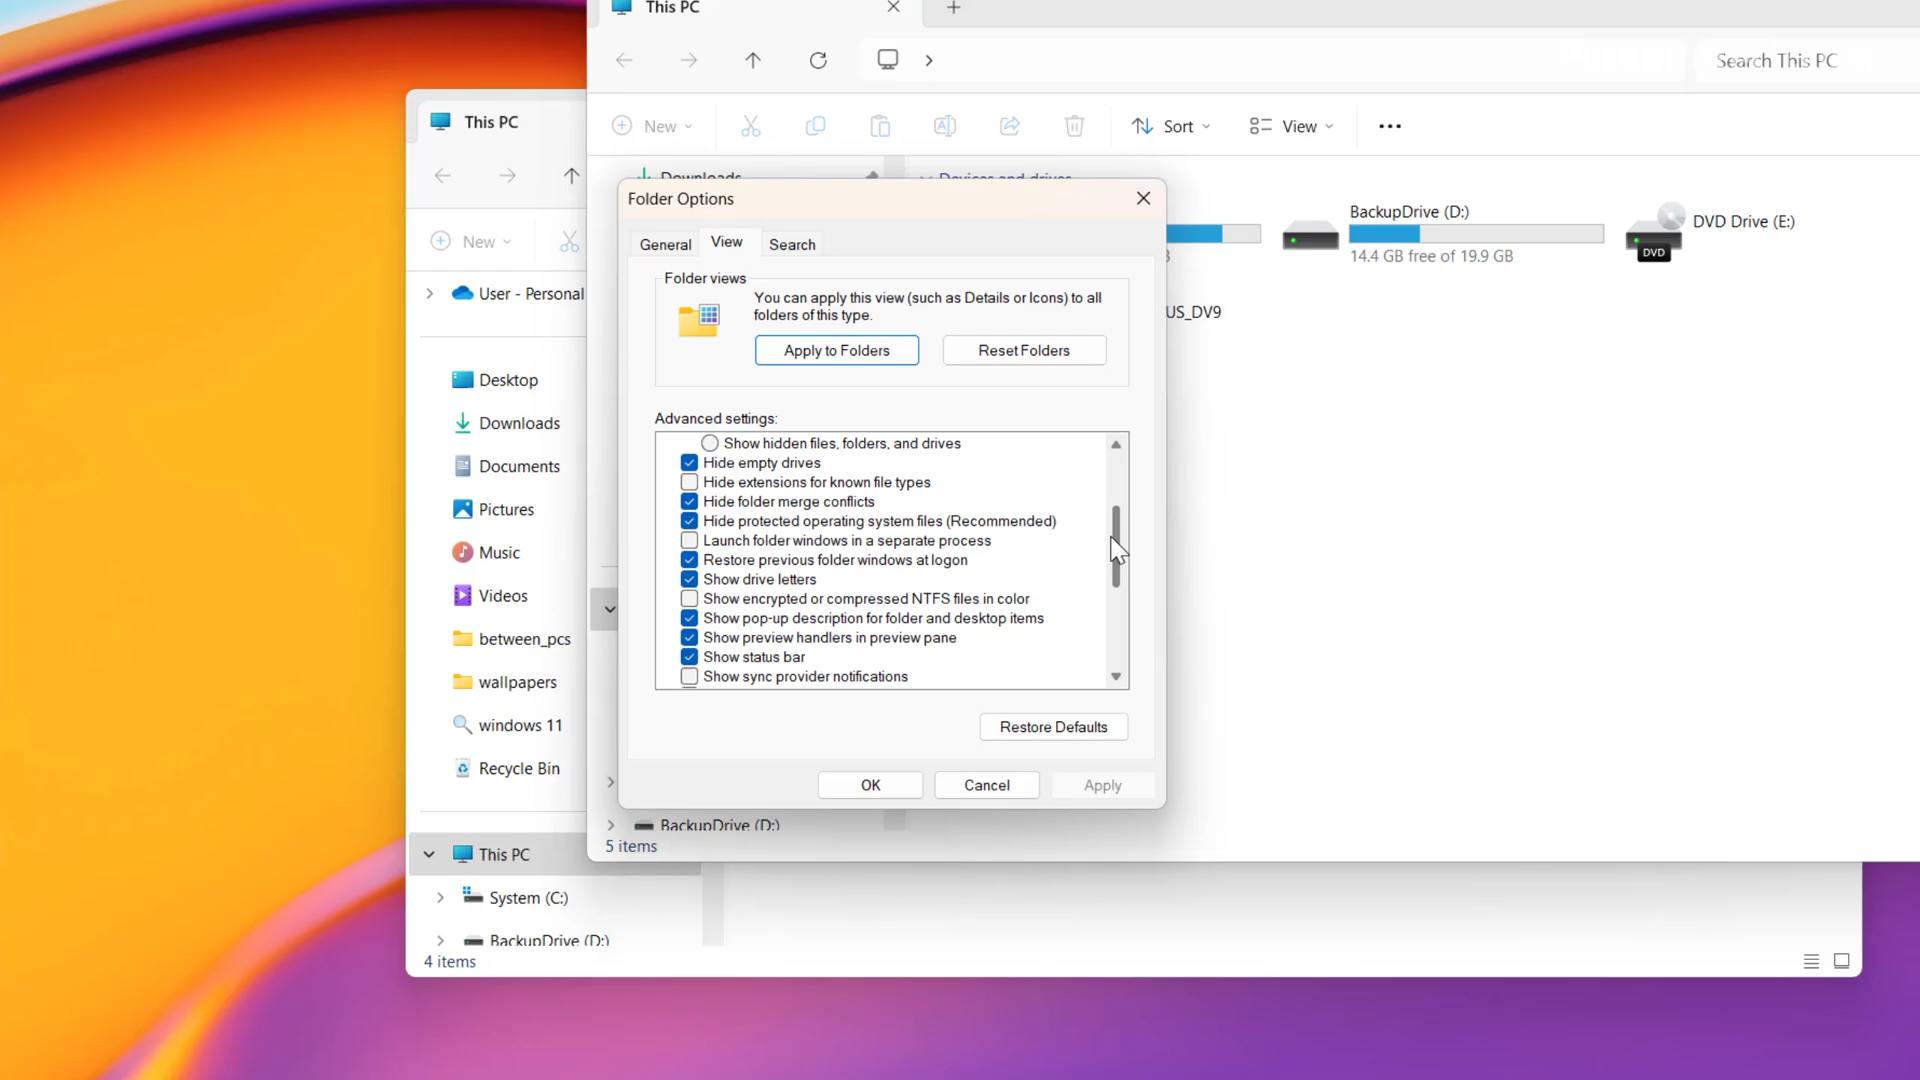 This PC
Search This PC
New
Sort
View
This PC
New
User - Personal
Desktop
Downloads
Documents
Pictures
Music
Videos
between_pcs
wallpapers
windows 11
Recycle Bin
This PC
System (C:)
BackupDrive (D:)
4 items
Downloads
Devices and drives
BackupDrive (D:)
14.4 GB free of 19.9 GB
DVD Drive (E:)
DVD
US_DV9
Folder Options
General
View
Search
Folder views
You can apply this view (such as Details or Icons) to all
folders of this type.
Apply to Folders
Reset Folders
Advanced settings:
Show hidden files, folders, and drives
Hide empty drives
Hide extensions for known file types
Hide folder merge conflicts
Hide protected operating system files (Recommended)
Launch folder windows in a separate process
Restore previous folder windows at logon
Show drive letters
Show encrypted or compressed NTFS files in color
Show pop-up description for folder and desktop items
Show preview handlers in preview pane
Show status bar
Show sync provider notifications
Restore Defaults
OK
Cancel
Apply
BackupDrive (D:)
5 items